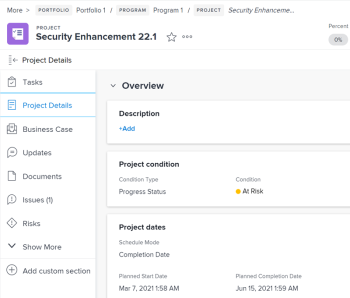 More > PORTFOLIO Portfolio 1 / PROGRAM Program 1 / PROJECT Security Enhanceme...
PROJECT
Security Enhancement 22.1
Percent
0%
Project Details
Tasks
Project Details
Business Case
Updates
Documents
Issues (1)
Risks
Show More
Add custom section
Overview
Description
+Add
Project condition
Condition Type Condition
Progress Status At Risk
Project dates
Schedule Mode
Completion Date
Planned Start Date Planned Completion Date
Mar 7, 2021 1:58 AM Jun 15, 2021 1:59 AM